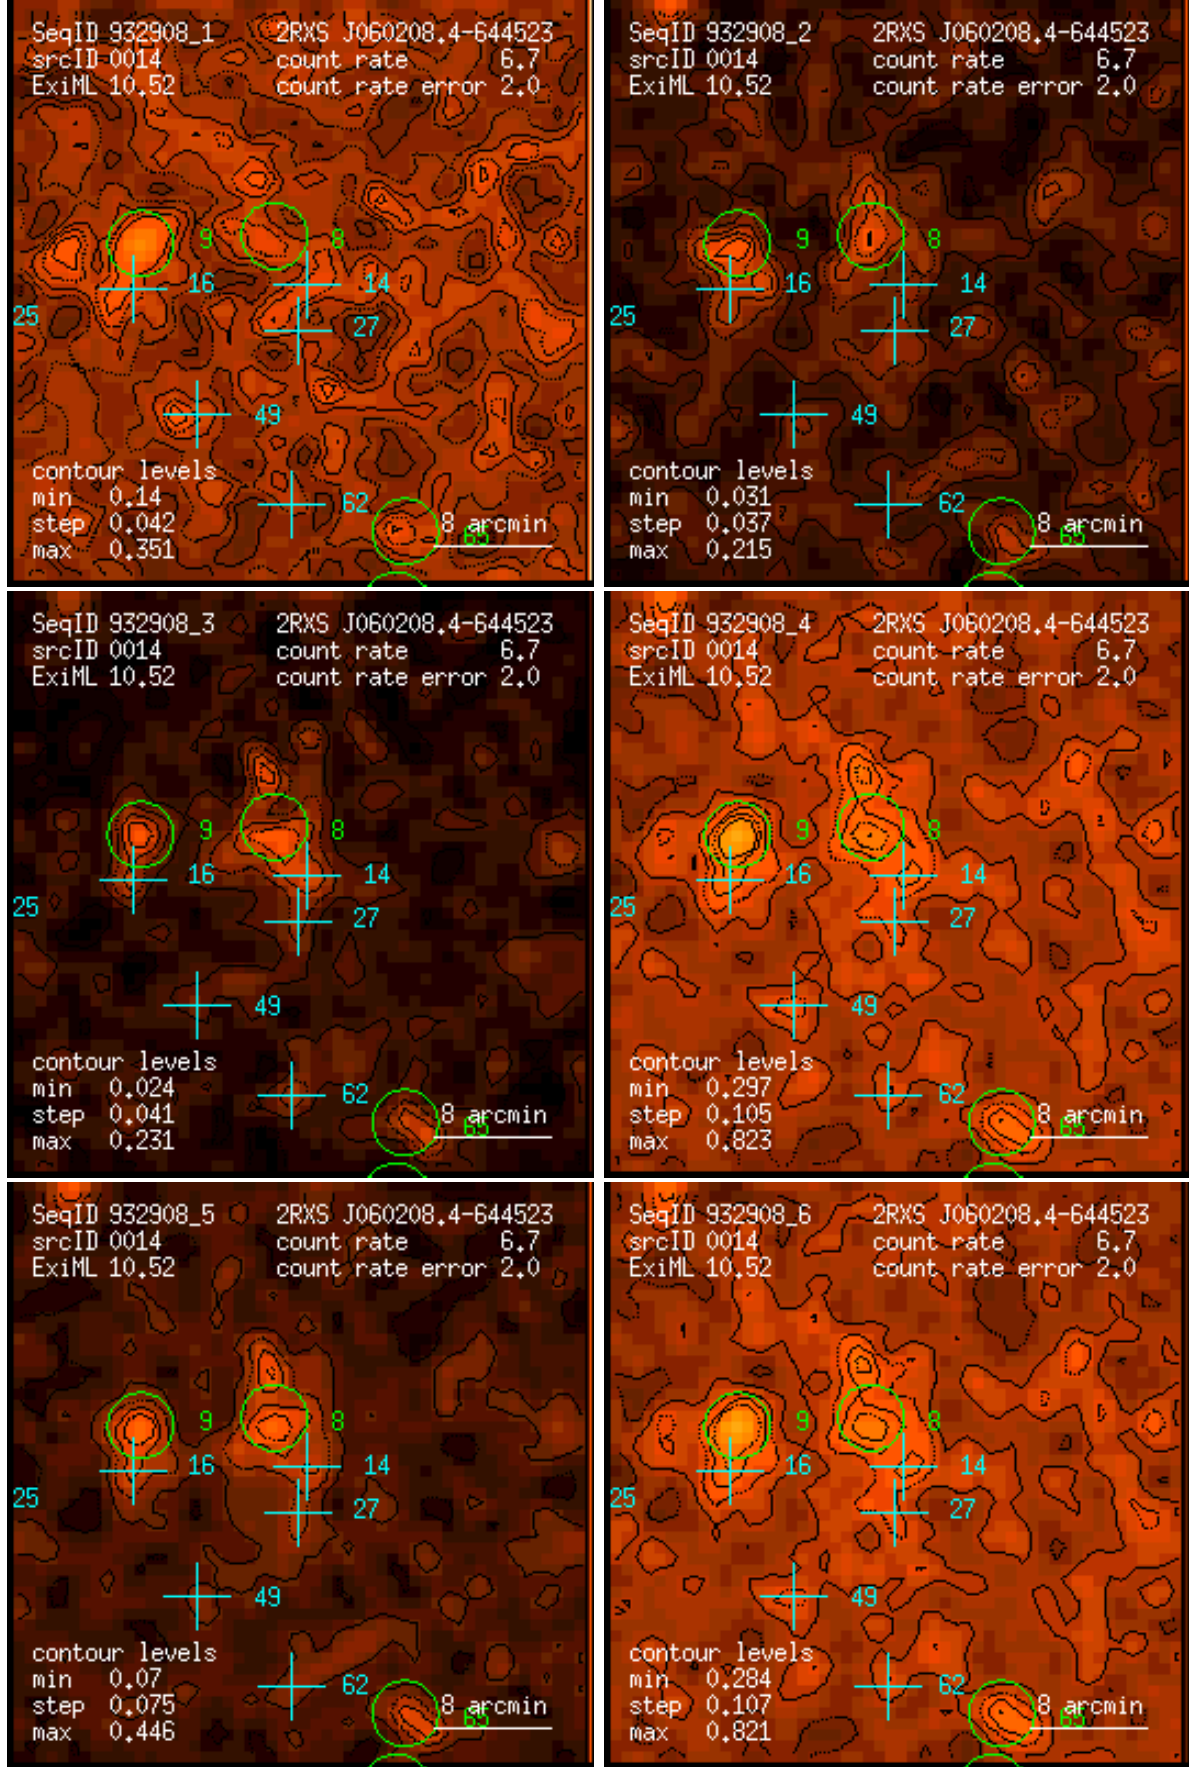 SeqID 932908_1 2RXS J060208.4-644523
srcID 0014 count rate 6.7
ExiML 10.52 count rate error 2.0
9 8
16 14
25 27
49
contour levels
min 0.14 62
step 0.042 8 arcmin
max 0.351 65
SeqID 932908_2 2RXS J060208.4-644523
srcID 0014 count rate 6.7
ExiML 10.52 count rate error 2.0
9 8
16 14
25 27
49
contour levels
min 0.031 62
step 0.037 8 arcmin
max 0.215 65
SeqID 932908_3 2RXS J060208.4-644523
srcID 0014 count rate 6.7
ExiML 10.52 count rate error 2.0
9 8
16 14
25 27
49
contour levels
min 0.024 62
step 0.041 8 arcmin
max 0.231 65
SeqID 932908_4 2RXS J060208.4-644523
srcID 0014 count rate 6.7
ExiML 10.52 count rate error 2.0
9 8
16 14
25 27
49
contour levels
min 0.297 62
step 0.105 8 arcmin
max 0.823 65
SeqID 932908_5 2RXS J060208.4-644523
srcID 0014 count rate 6.7
ExiML 10.52 count rate error 2.0
9 8
16 14
25 27
49
contour levels
min 0.07 62
step 0.075 8 arcmin
max 0.446 65
SeqID 932908_6 2RXS J060208.4-644523
srcID 0014 count rate 6.7
ExiML 10.52 count rate error 2.0
9 8
16 14
25 27
49
contour levels
min 0.284 62
step 0.107 8 arcmin
max 0.821 65